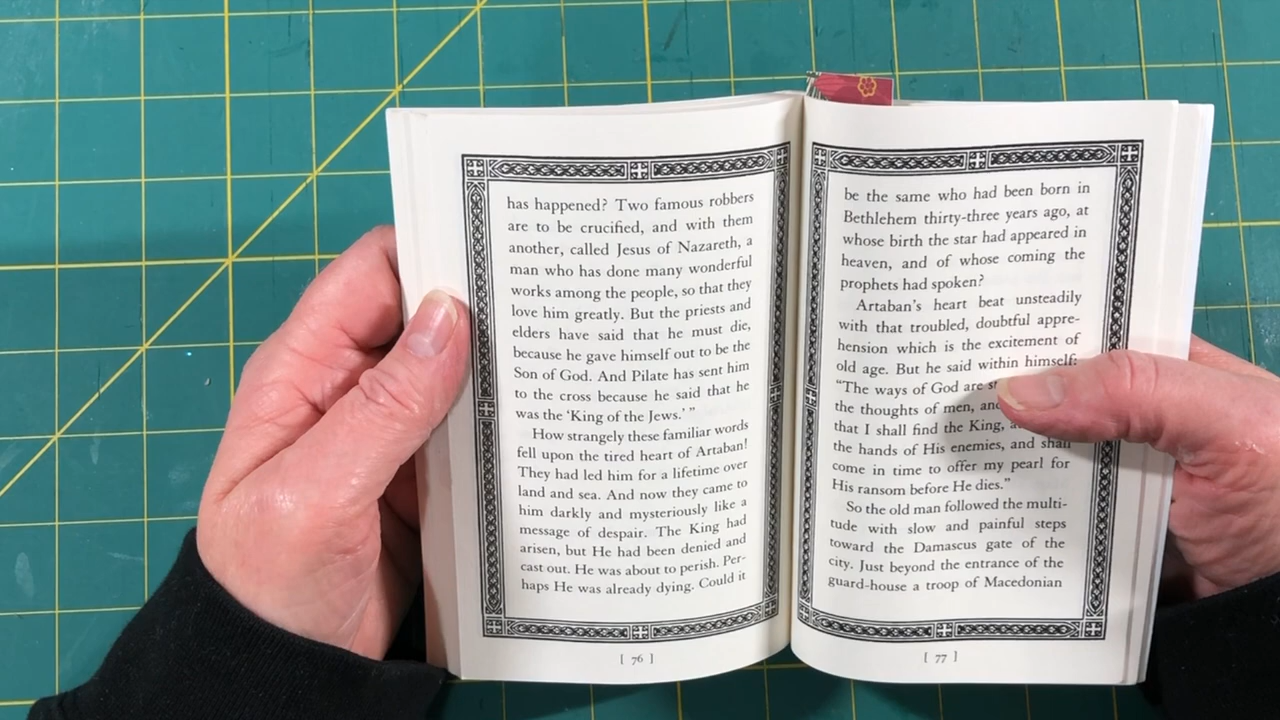 has happened? Two famous robbers
are to be crucified, and with them
another, called Jesus of Nazareth, a
man who has done many wonderful
works among the people, so that they
love him greatly. But the priests and
elders have said that he must die,
because he gave himself out to be the
Son of God. And Pilate has sent him
to the cross because he said that he
was the ‘King of the Jews.’ ”
How strangely these familiar words
fell upon the tired heart of Artaban!
They had led him for a lifetime over
land and sea. And now they came to
him darkly and mysteriously like a
message of despair. The King had
arisen, but He had been denied and
cast out. He was about to perish. Per-
haps He was already dying. Could it
[ 76 ]
be the same who had been born in
Bethlehem thirty-three years ago, at
whose birth the star had appeared in
heaven, and of whose coming the
prophets had spoken?
Artaban’s heart beat unsteadily
with that troubled, doubtful appre-
hension which is the excitement of
old age. But he said within himself:
“The ways of God are
the thoughts of men, and
that I shall find the King,
the hands of His enemies, and shall
come in time to offer my pearl for
His ransom before He dies.”
So the old man followed the multi-
tude with slow and painful steps
toward the Damascus gate of the
city. Just beyond the entrance of the
guard-house a troop of Macedonian
[ 77 ]